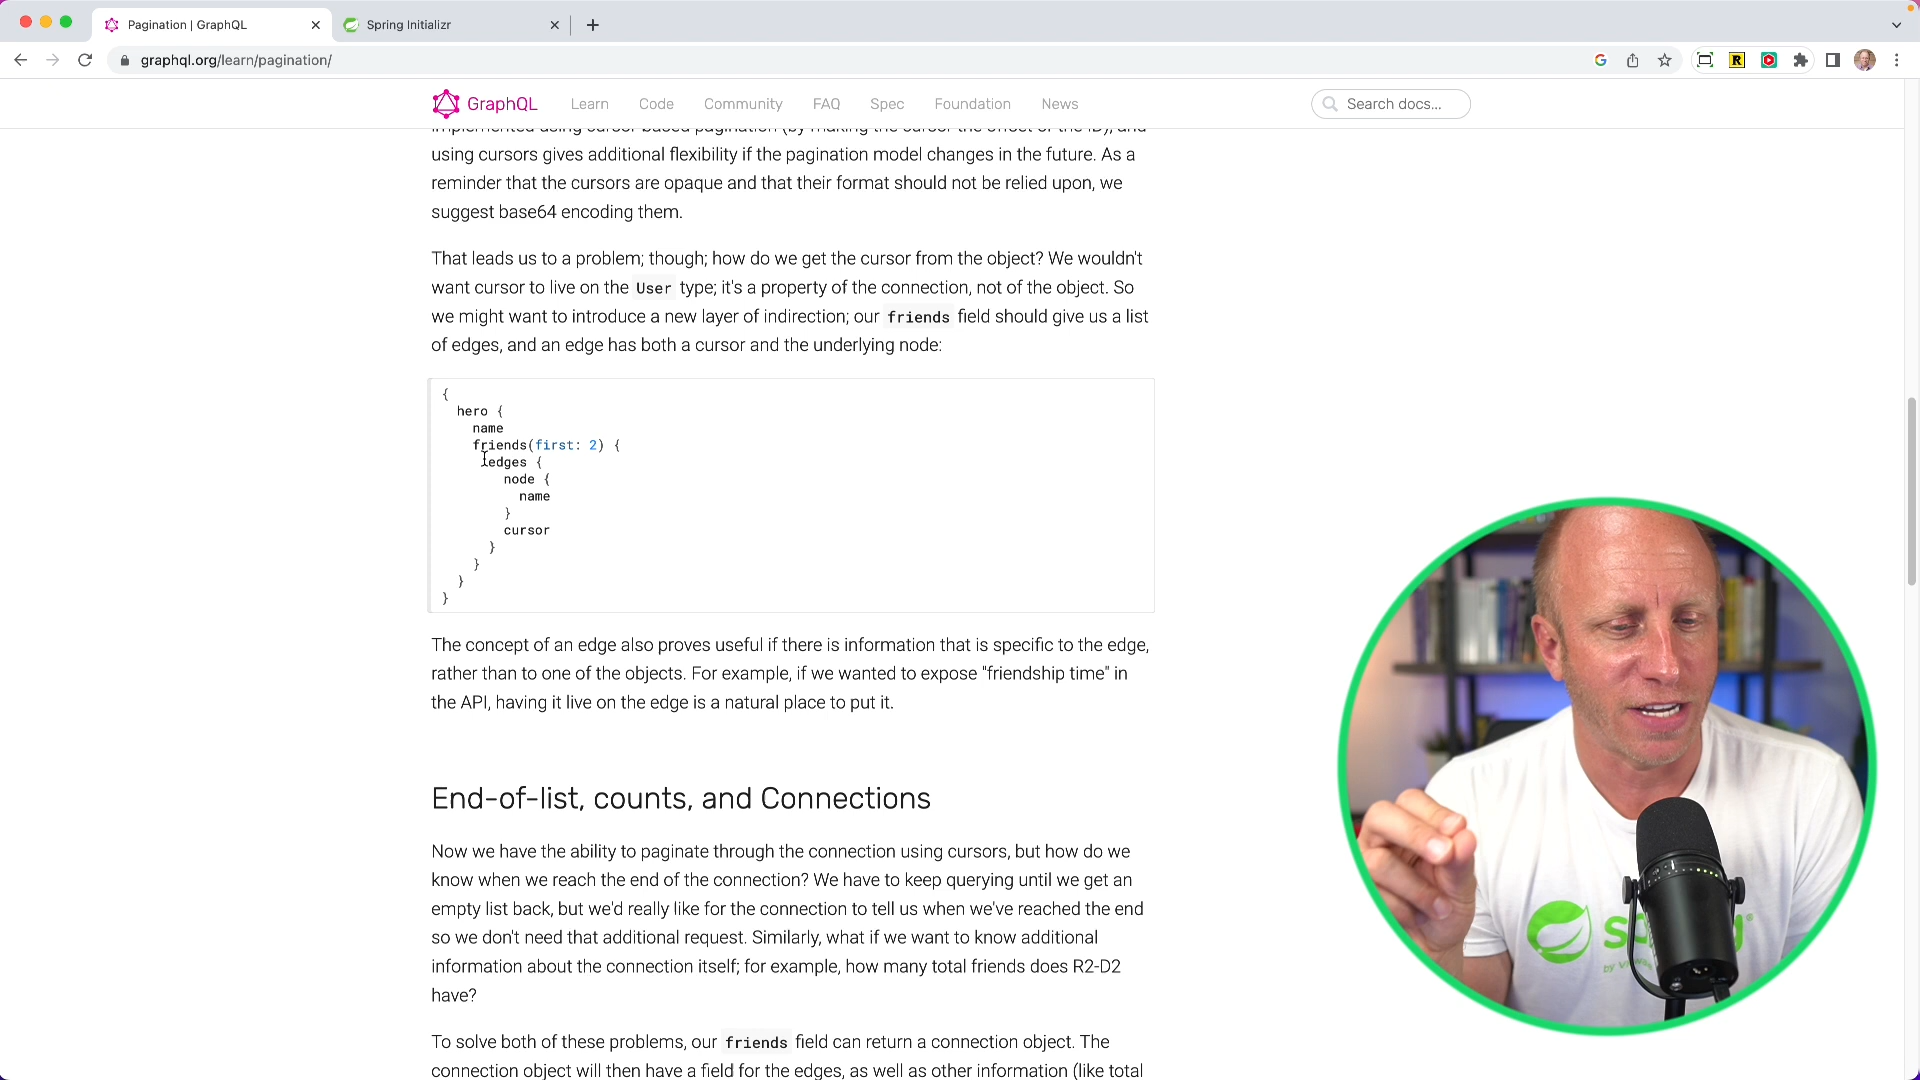 Pagination | GraphQL
Spring Initializr
graphql.org/learn/pagination/
GraphQL
Learn
Code
Community
FAQ
Spec
Foundation
News
Search docs...
implemented using cursor-based pagination (by making the cursor the offset or the ID), and
using cursors gives additional flexibility if the pagination model changes in the future. As a
reminder that the cursors are opaque and that their format should not be relied upon, we
suggest base64 encoding them.
That leads us to a problem; though; how do we get the cursor from the object? We wouldn't
want cursor to live on the User type; it's a property of the connection, not of the object. So
we might want to introduce a new layer of indirection; our friends field should give us a list
of edges, and an edge has both a cursor and the underlying node:
{
hero {
name
friends(first: 2) {
edges {
node {
name
}
cursor
}
}
}
}
The concept of an edge also proves useful if there is information that is specific to the edge,
rather than to one of the objects. For example, if we wanted to expose "friendship time" in
the API, having it live on the edge is a natural place to put it.
End-of-list, counts, and Connections
Now we have the ability to paginate through the connection using cursors, but how do we
know when we reach the end of the connection? We have to keep querying until we get an
empty list back, but we'd really like for the connection to tell us when we've reached the end
so we don't need that additional request. Similarly, what if we want to know additional
information about the connection itself; for example, how many total friends does R2-D2
have?
To solve both of these problems, our friends field can return a connection object. The
connection object will then have a field for the edges, as well as other information (like total